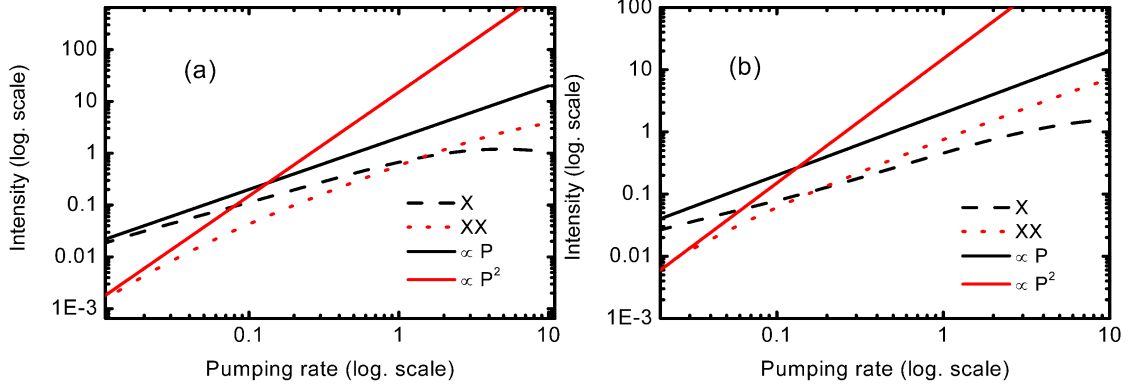 (a)
Intensity (log. scale)
100
10
1
0.1
0.01
1E-3
X
XX
∝ P
∝ P²
0.1
1
10
Pumping rate (log. scale)
(b)
Intensity (log. scale)
100
10
1
0.1
0.01
1E-3
X
XX
∝ P
∝ P²
0.1
1
10
Pumping rate (log. scale)